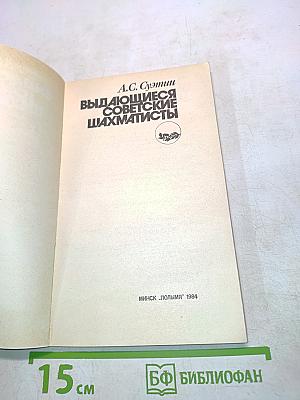 А.С. Суэтин
ВЫДАЮЩИЕСЯ
СОВЕТСКИЕ
ШАХМАТИСТЫ
МИНСК „ПОЛЫМЯ" 1984
15 см
БФ БИБЛИОФАН